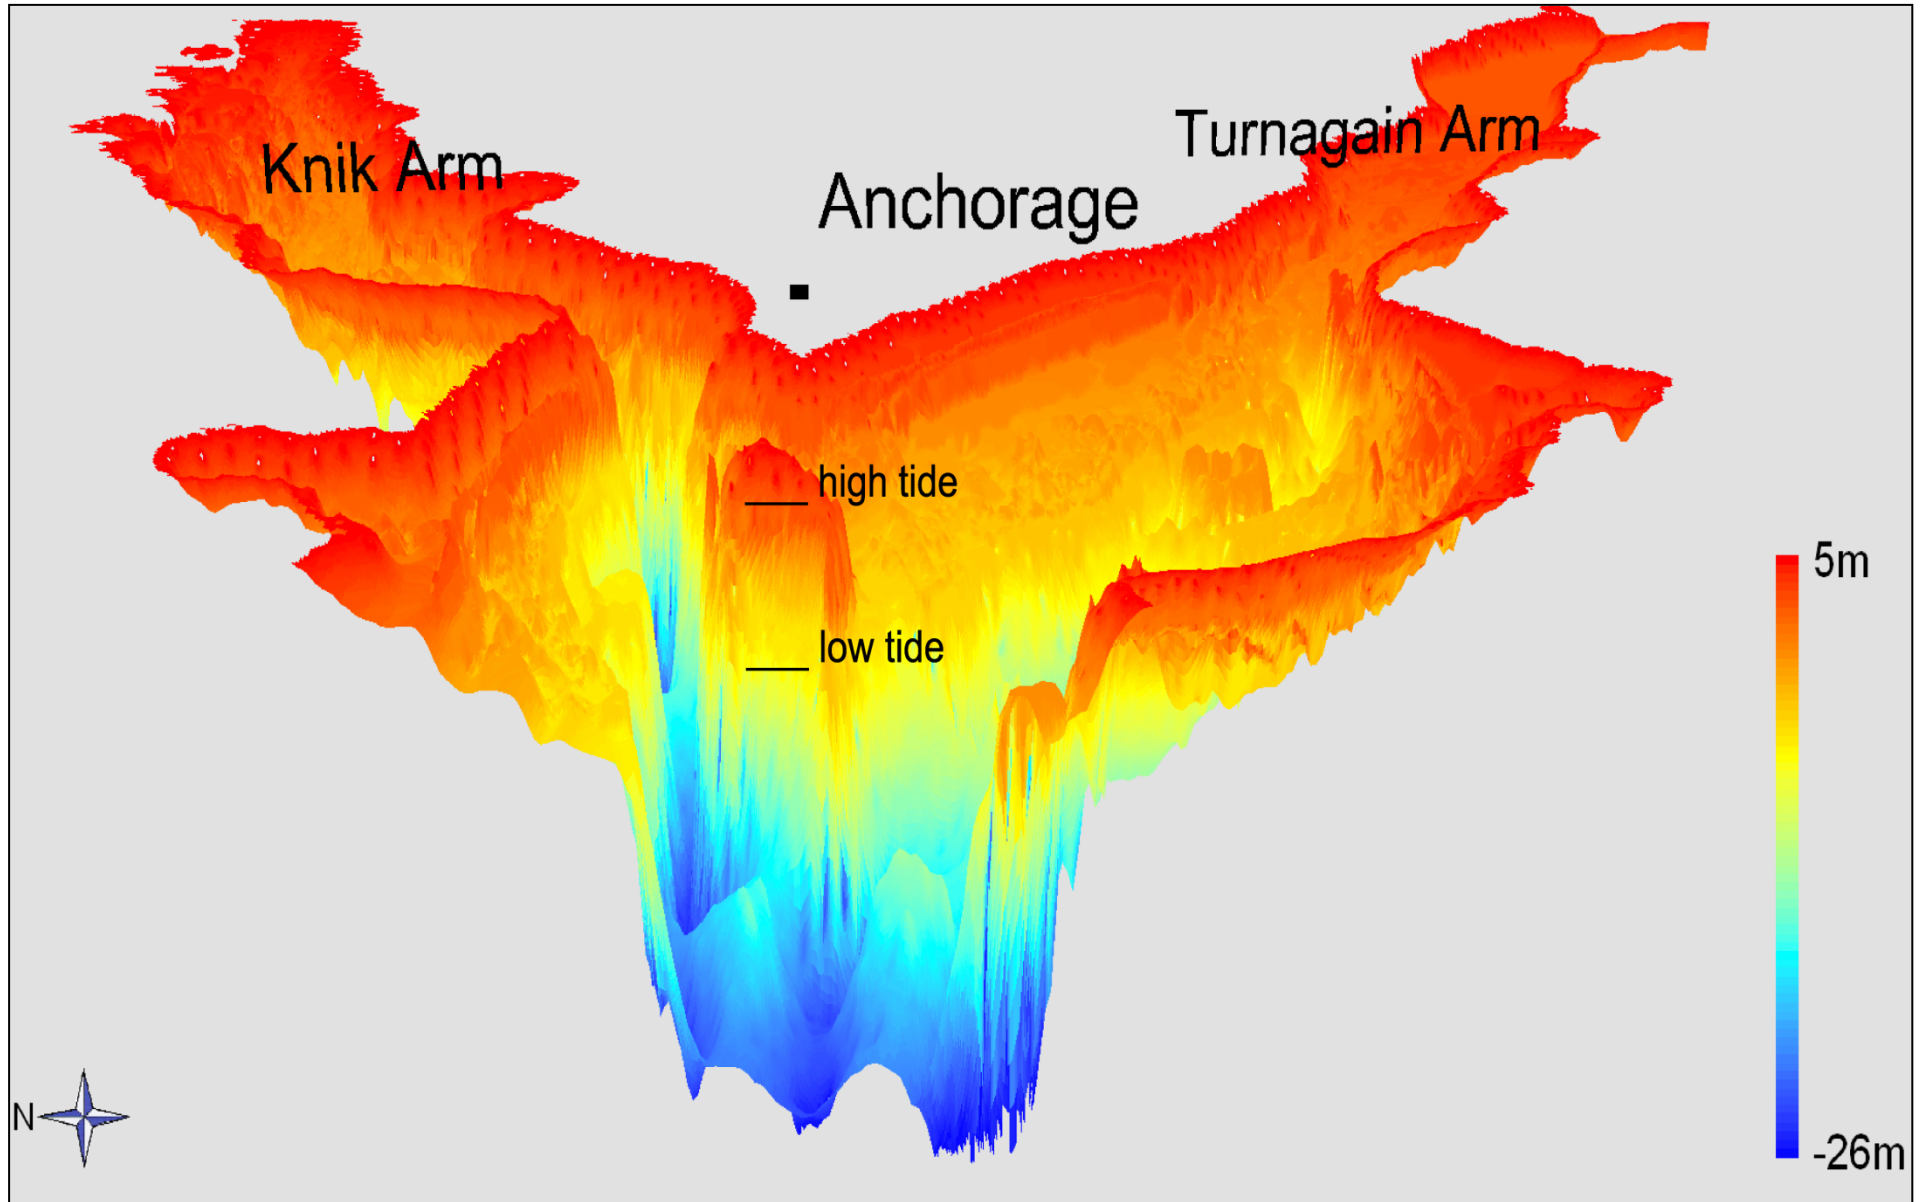 Turnagain Arm
Knik Arm
Anchorage
high tide
low tide
5m
-26m
N